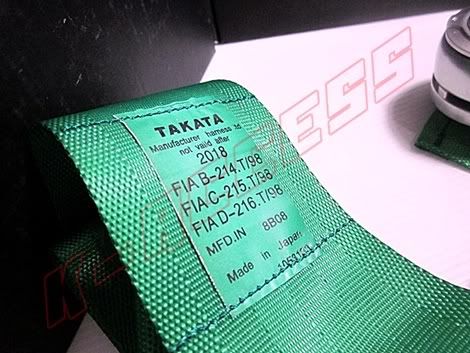 TAKATA
Manufacturer harness
not valid after
2018
FIA B-214.T/98
FIA C-215.T/98
FIA D-216.T/98
MFD.IN 8B08
Made in Japan.